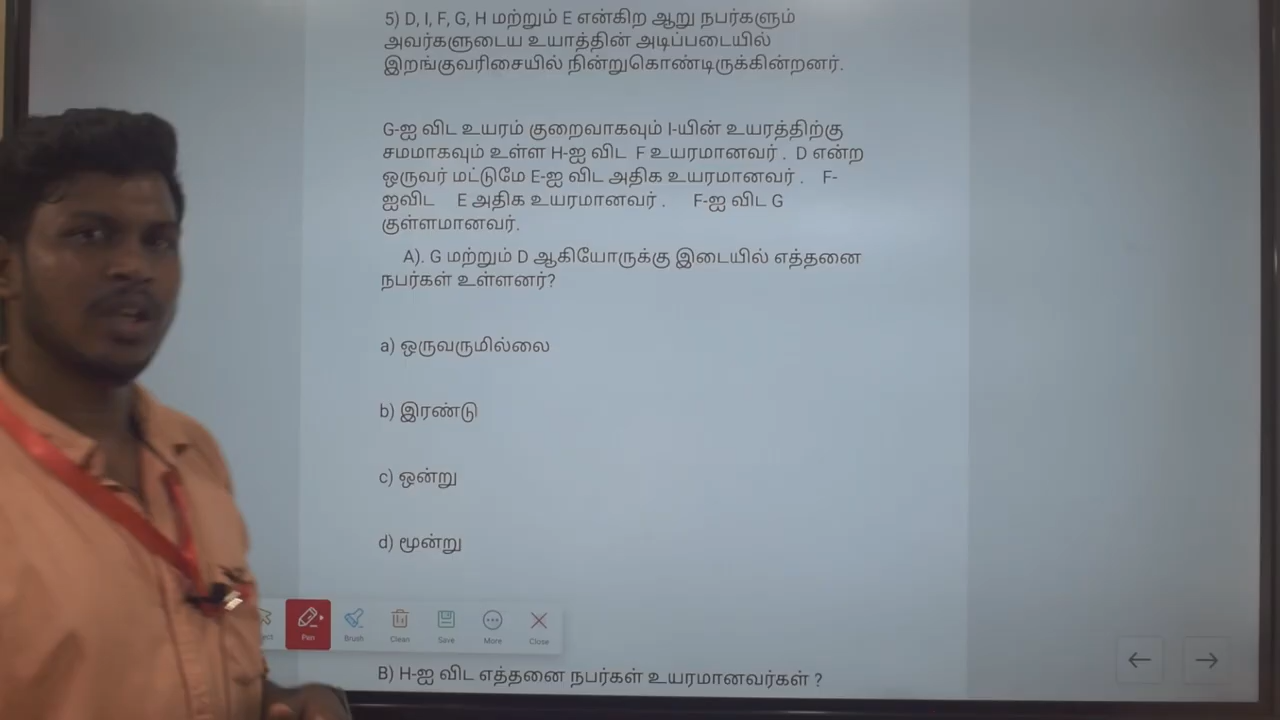 5) D, I, F, G, H மற்றும் E என்கிற ஆறு நபர்களும்
அவர்களுடைய உயாத்தின் அடிப்படையில்
இறங்குவரிசையில் நின்றுகொண்டிருக்கின்றனர்.
G-ஐ விட உயரம் குறைவாகவும் I-யின் உயரத்திற்கு
சமமாகவும் உள்ள H-ஐ விட F உயரமானவர் . D என்ற
ஒருவர் மட்டுமே E-ஐ விட அதிக உயரமானவர் . F-
ஐவிட E அதிக உயரமானவர் . F-ஐ விட G
குள்ளமானவர்.
A). G மற்றும் D ஆகியோருக்கு இடையில் எத்தனை
நபர்கள் உள்ளனர்?
a) ஒருவருமில்லை
b) இரண்டு
c) ஒன்று
d) மூன்று
ect Pen Brush Clean Save More Close
B) H-ஐ விட எத்தனை நபர்கள் உயரமானவர்கள் ?